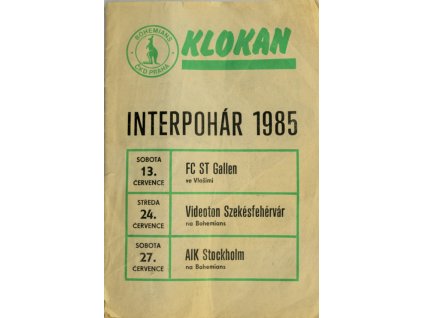 BOHEMIANS
ČKD PRAHA
KLOKAN
INTERPOHÁR 1985
SOBOTA
13.
ČERVENCE
FC ST Gallen
ve Vlašimi
STŘEDA
24.
ČERVENCE
Videoton Szekésfehérvár
na Bohemians
SOBOTA
27.
ČERVENCE
AIK Stockholm
na Bohemians